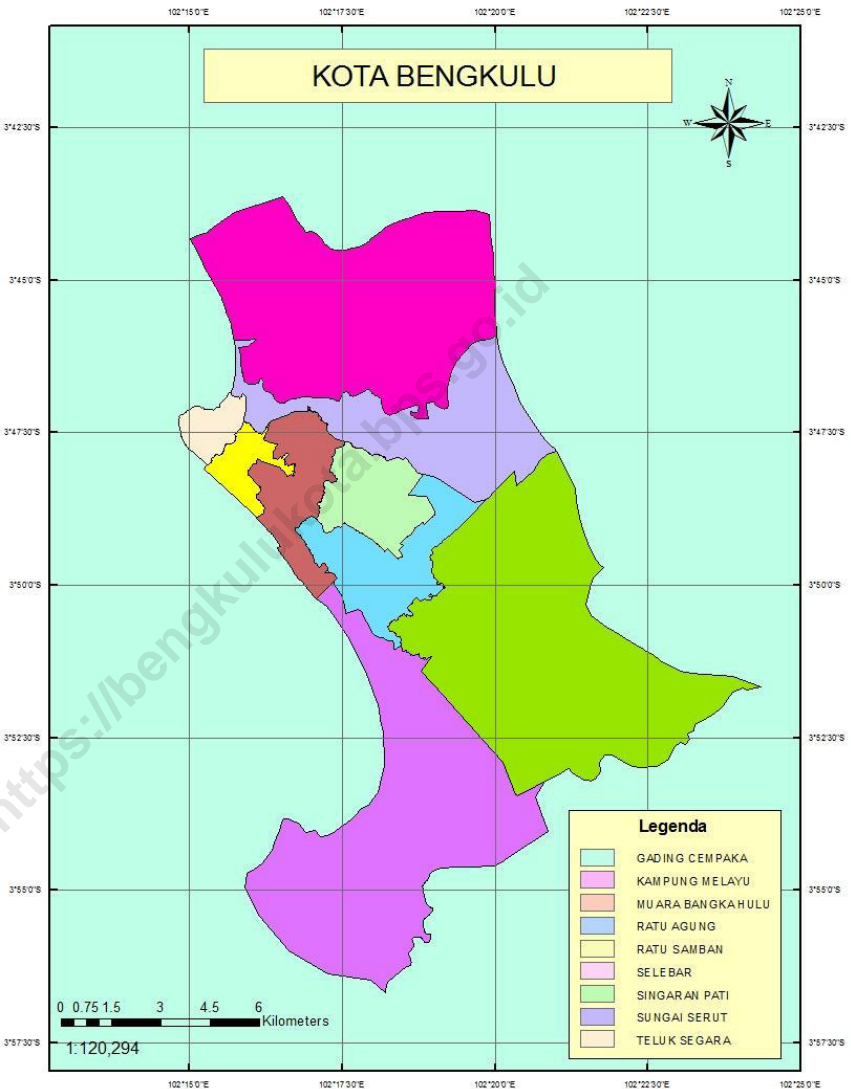 102°15'0"E 102°17'30"E 102°20'0"E 102°22'30"E 102°25'0"E
KOTA BENGKULU
N
W E
S
3°42'30"S 3°42'30"S
3°45'0"S 3°45'0"S
3°47'30"S 3°47'30"S
3°50'0"S 3°50'0"S
3°52'30"S 3°52'30"S
3°55'0"S 3°55'0"S
3°57'30"S 3°57'30"S
https://bengkulukota.bps.go.id
Legenda
GADING CEMPAKA
KAMPUNG MELAYU
MUARA BANGKAHULU
RATU AGUNG
RATU SAMBAN
SELEBAR
SINGARAN PATI
SUNGAI SERUT
TELUK SEGARA
0 0.75 1.5 3 4.5 6
Kilometers
1:120,294
102°15'0"E 102°17'30"E 102°20'0"E 102°22'30"E 102°25'0"E